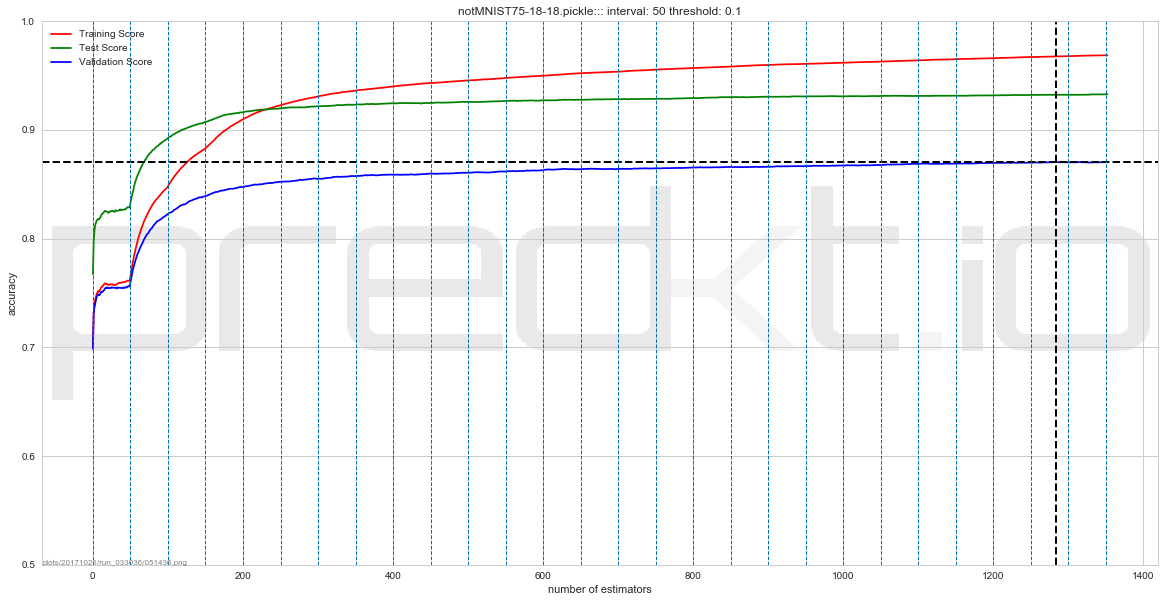 notMNIST75-18-18.pickle::: interval: 50 threshold: 0.1
Training Score
Test Score
Validation Score
1.0
0.9
0.8
0.7
0.6
0.5
accuracy
preckt.io
0
200
400
600
800
1000
1200
1400
number of estimators